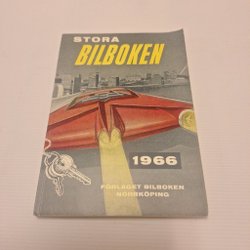 STORA
BILBOKEN
1966
FÖRLAGET BILBOKEN
NORRKÖPING